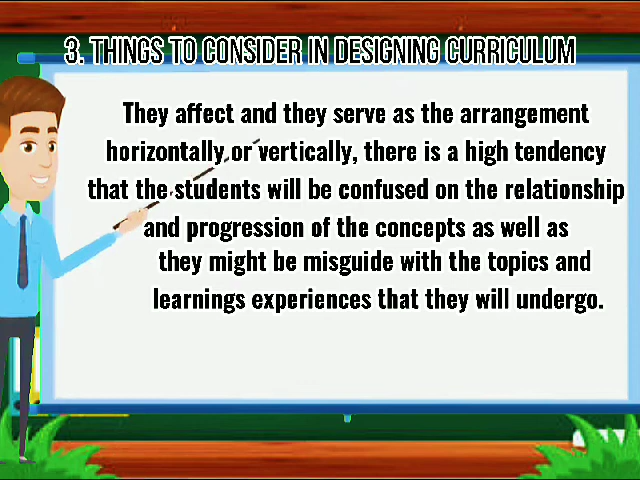 3. THINGS TO CONSIDER IN DESIGNING CURRICULUM
They affect and they serve as the arrangement
horizontally or vertically, there is a high tendency
that the students will be confused on the relationship
and progression of the concepts as well as
they might be misguide with the topics and
learnings experiences that they will undergo.